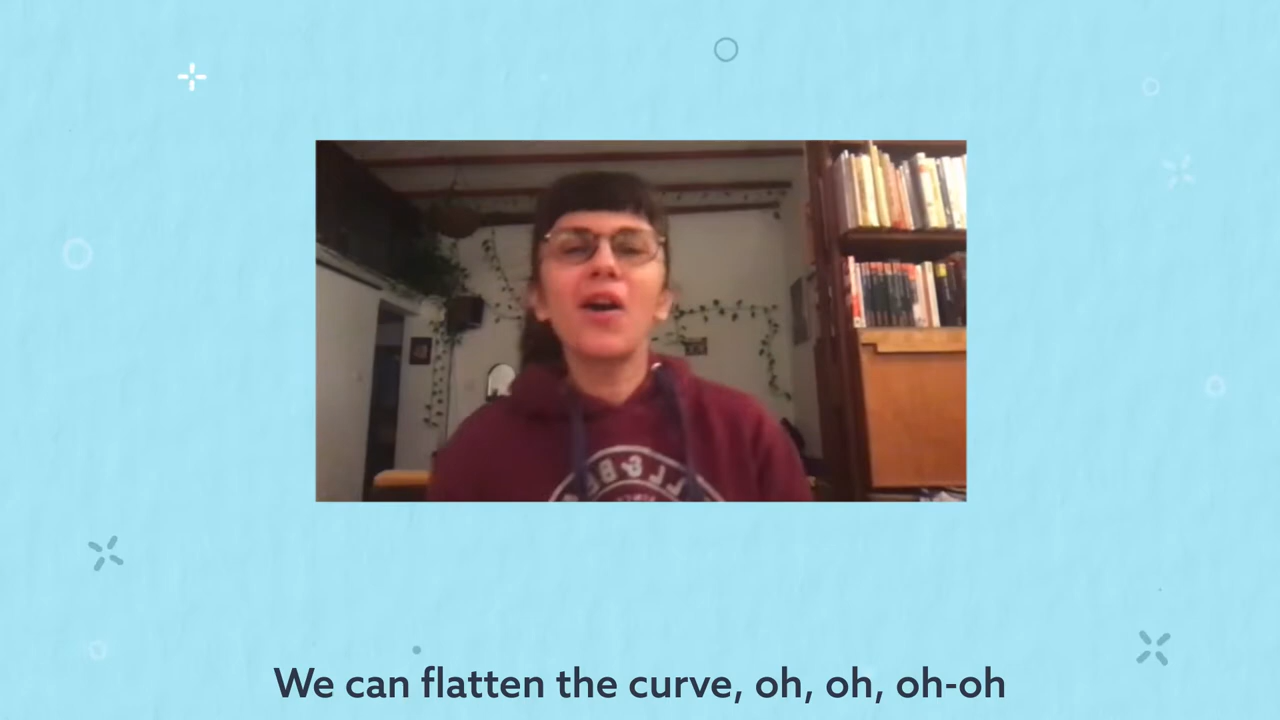 We can flatten the curve, oh, oh, oh-oh